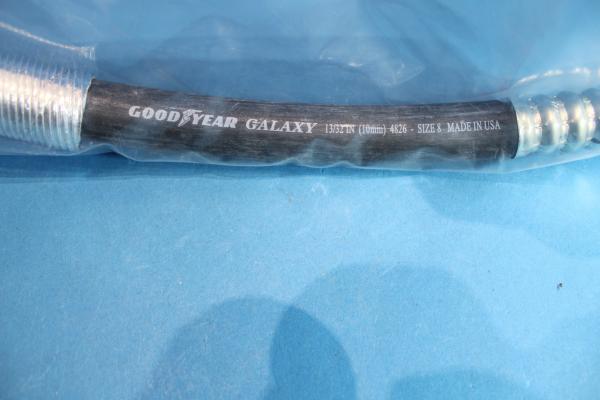 GOODYEAR GALAXY 13/32 IN (10mm) 4826 - SIZE 8 MADE IN USA